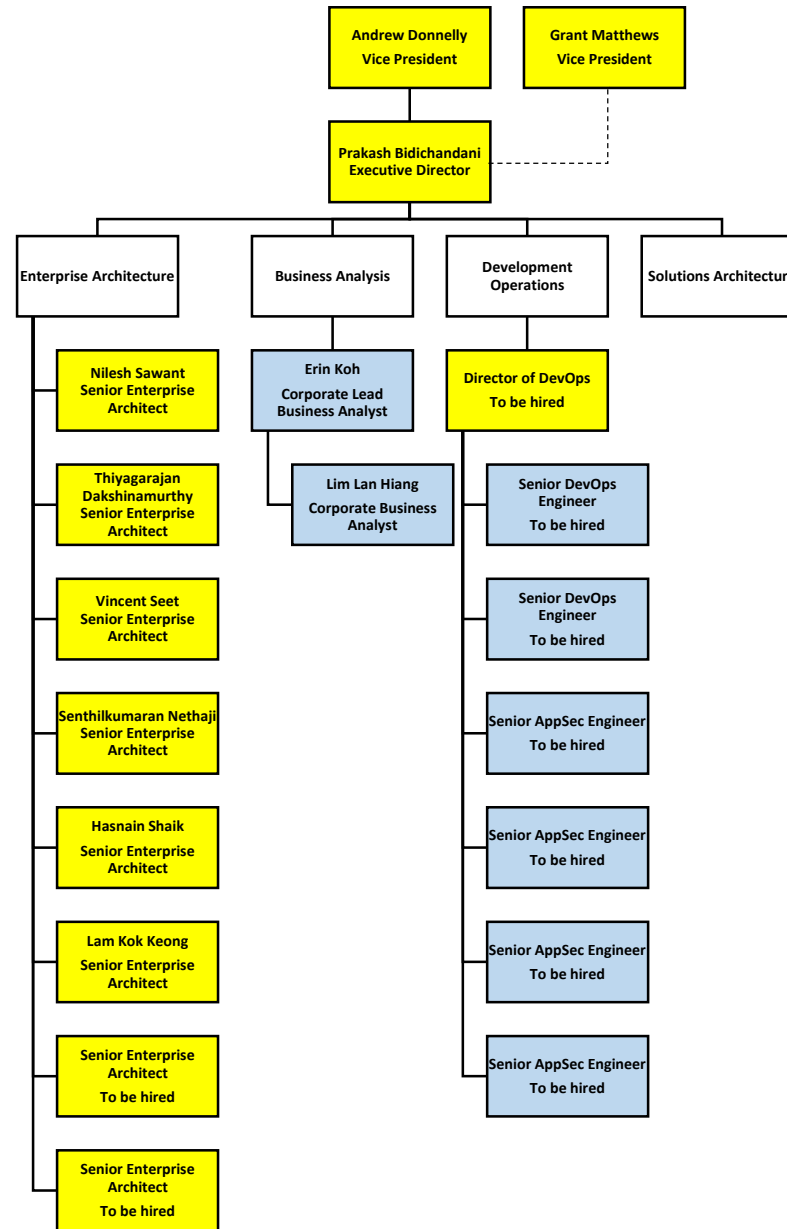 Andrew Donnelly
Vice President
Grant Matthews
Vice President
Prakash Bidichandani
Executive Director
Enterprise Architecture
Business Analysis
Development
Operations
Solutions Architectur
Nilesh Sawant
Senior Enterprise
Architect
Erin Koh
Corporate Lead
Business Analyst
Director of DevOps
To be hired
Thiyagarajan
Dakshinamurthy
Senior Enterprise
Architect
Lim Lan Hiang
Corporate Business
Analyst
Senior DevOps
Engineer
To be hired
Vincent Seet
Senior Enterprise
Architect
Senior DevOps
Engineer
To be hired
Senthilkumaran Nethaji
Senior Enterprise
Architect
Senior AppSec Engineer
To be hired
Hasnain Shaik
Senior Enterprise
Architect
Senior AppSec Engineer
To be hired
Lam Kok Keong
Senior Enterprise
Architect
Senior AppSec Engineer
To be hired
Senior Enterprise
Architect
To be hired
Senior AppSec Engineer
To be hired
Senior Enterprise
Architect
To be hired